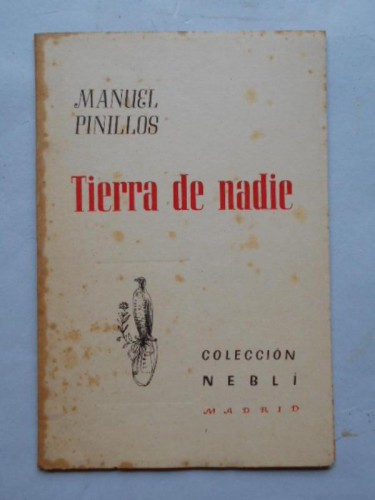 MANUEL
PINILLOS
Tierra de nadie
COLECCIÓN
NEBLÍ
MADRID